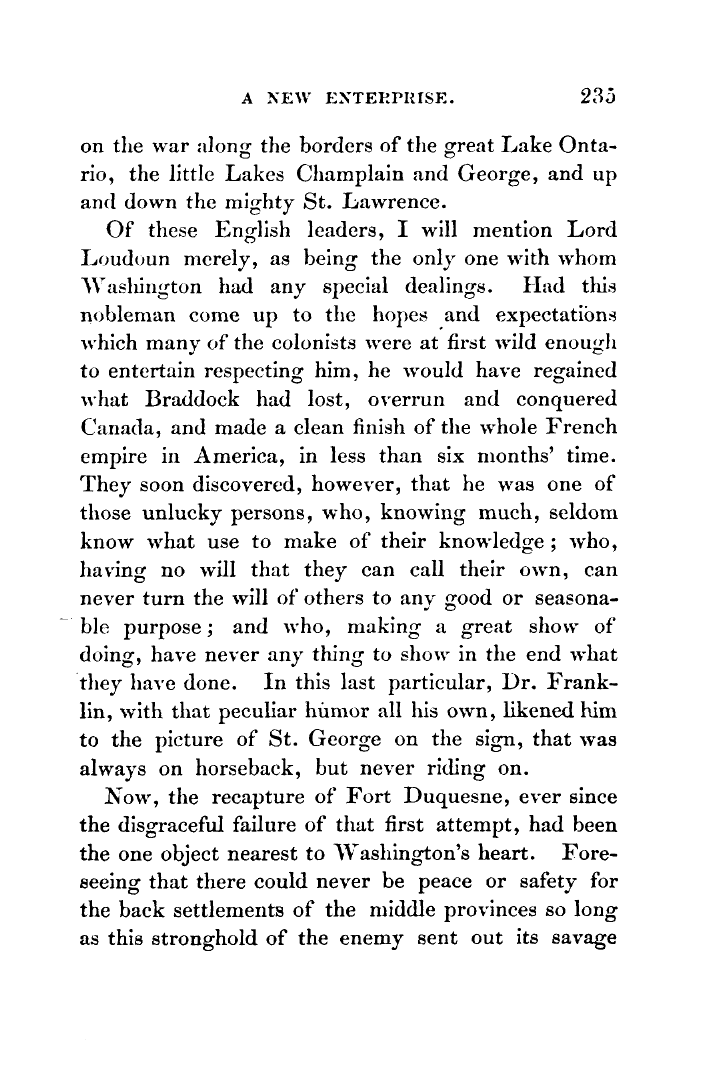 A NEW ENTERPRISE. 235
on the war along the borders of the great Lake Onta-
rio, the little Lakes Champlain and George, and up
and down the mighty St. Lawrence.
Of these English leaders, I will mention Lord
Loudoun merely, as being the only one with whom
Washington had any special dealings. Had this
nobleman come up to the hopes and expectations
which many of the colonists were at first wild enough
to entertain respecting him, he would have regained
what Braddock had lost, overrun and conquered
Canada, and made a clean finish of the whole French
empire in America, in less than six months' time.
They soon discovered, however, that he was one of
those unlucky persons, who, knowing much, seldom
know what use to make of their knowledge; who,
having no will that they can call their own, can
never turn the will of others to any good or seasona-
ble purpose; and who, making a great show of
doing, have never any thing to show in the end what
they have done. In this last particular, Dr. Frank-
lin, with that peculiar humor all his own, likened him
to the picture of St. George on the sign, that was
always on horseback, but never riding on.
Now, the recapture of Fort Duquesne, ever since
the disgraceful failure of that first attempt, had been
the one object nearest to Washington's heart. Fore-
seeing that there could never be peace or safety for
the back settlements of the middle provinces so long
as this stronghold of the enemy sent out its savage